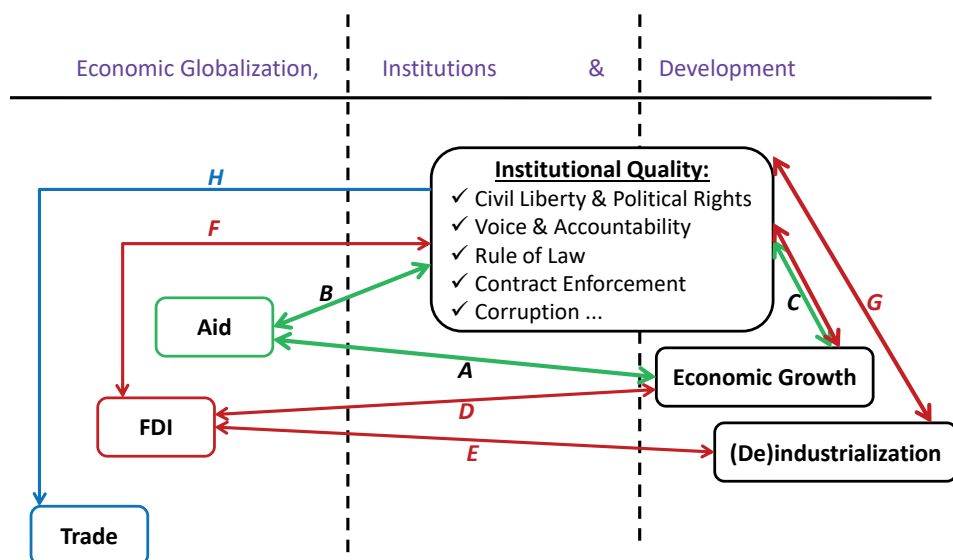 Economic Globalization, Institutions & Development
Institutional Quality:
✓ Civil Liberty & Political Rights
✓ Voice & Accountability
✓ Rule of Law
✓ Contract Enforcement
✓ Corruption ...
H
F
B
Aid
A
C
G
Economic Growth
D
FDI
E
(De)industrialization
Trade